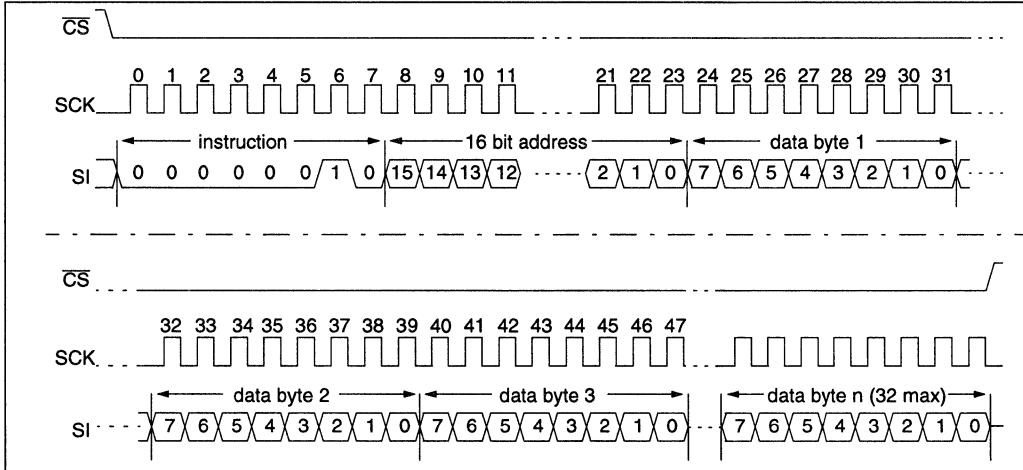 CS
0 1 2 3 4 5 6 7 8 9 10 11 21 22 23 24 25 26 27 28 29 30 31
SCK
instruction 16 bit address data byte 1
SI 0 0 0 0 0 0 1 0 15 14 13 12 2 1 0 7 6 5 4 3 2 1 0
CS
32 33 34 35 36 37 38 39 40 41 42 43 44 45 46 47
SCK
data byte 2 data byte 3 data byte n (32 max)
SI 7 6 5 4 3 2 1 0 7 6 5 4 3 2 1 0 7 6 5 4 3 2 1 0